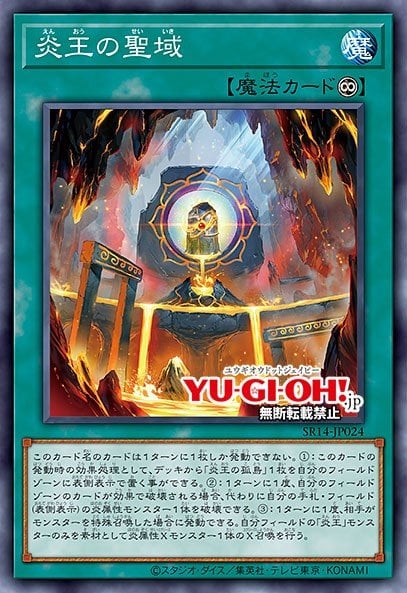 炎王の聖域
【魔法カード∞】
ユウギオウドットジェイピー
YU-GI-OH!.jp
無断転載禁止
SR14-JP024
このカード名のカードは1ターンに1枚しか発動できない。①:このカードの
発動時の効果処理として、デッキから「炎王の孤島」1枚を自分のフィールド
ゾーンに表側表示で置く事ができる。②:1ターンに1度、自分フィールド
ゾーンのカードが効果で破壊される場合、代わりに自分の手札・フィールド
(表側表示)の炎属性モンスター1体を破壊できる。③:1ターンに1度、相手が
モンスターを特殊召喚した場合に発動できる。自分フィールドの「炎王」モンス
ターのみを素材として炎属性Xモンスター1体のX召喚を行う。
©スタジオ・ダイス/集英社・テレビ東京・KONAMI